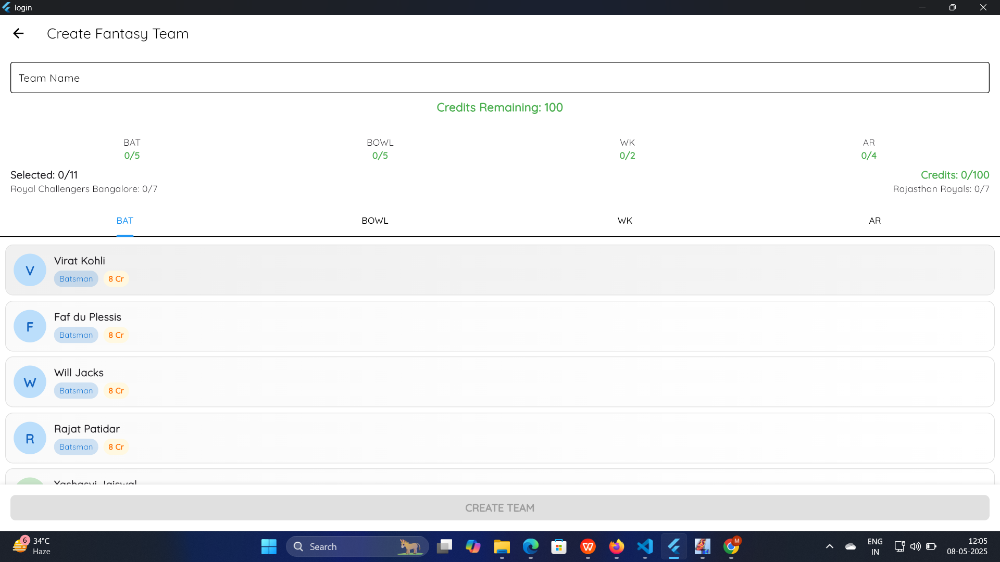 login
Create Fantasy Team
Team Name
Credits Remaining: 100
BAT BOWL WK AR
0/5 0/5 0/2 0/4
Selected: 0/11 Credits: 0/100
Royal Challengers Bangalore: 0/7 Rajasthan Royals: 0/7
BAT BOWL WK AR
V Virat Kohli
Batsman 8 Cr
F Faf du Plessis
Batsman 8 Cr
W Will Jacks
Batsman 8 Cr
R Rajat Patidar
Batsman 8 Cr
Yashasvi Jaiswal
CREATE TEAM
6 34°C
Haze
Search
M
ENG
IN
12:05
08-05-2025